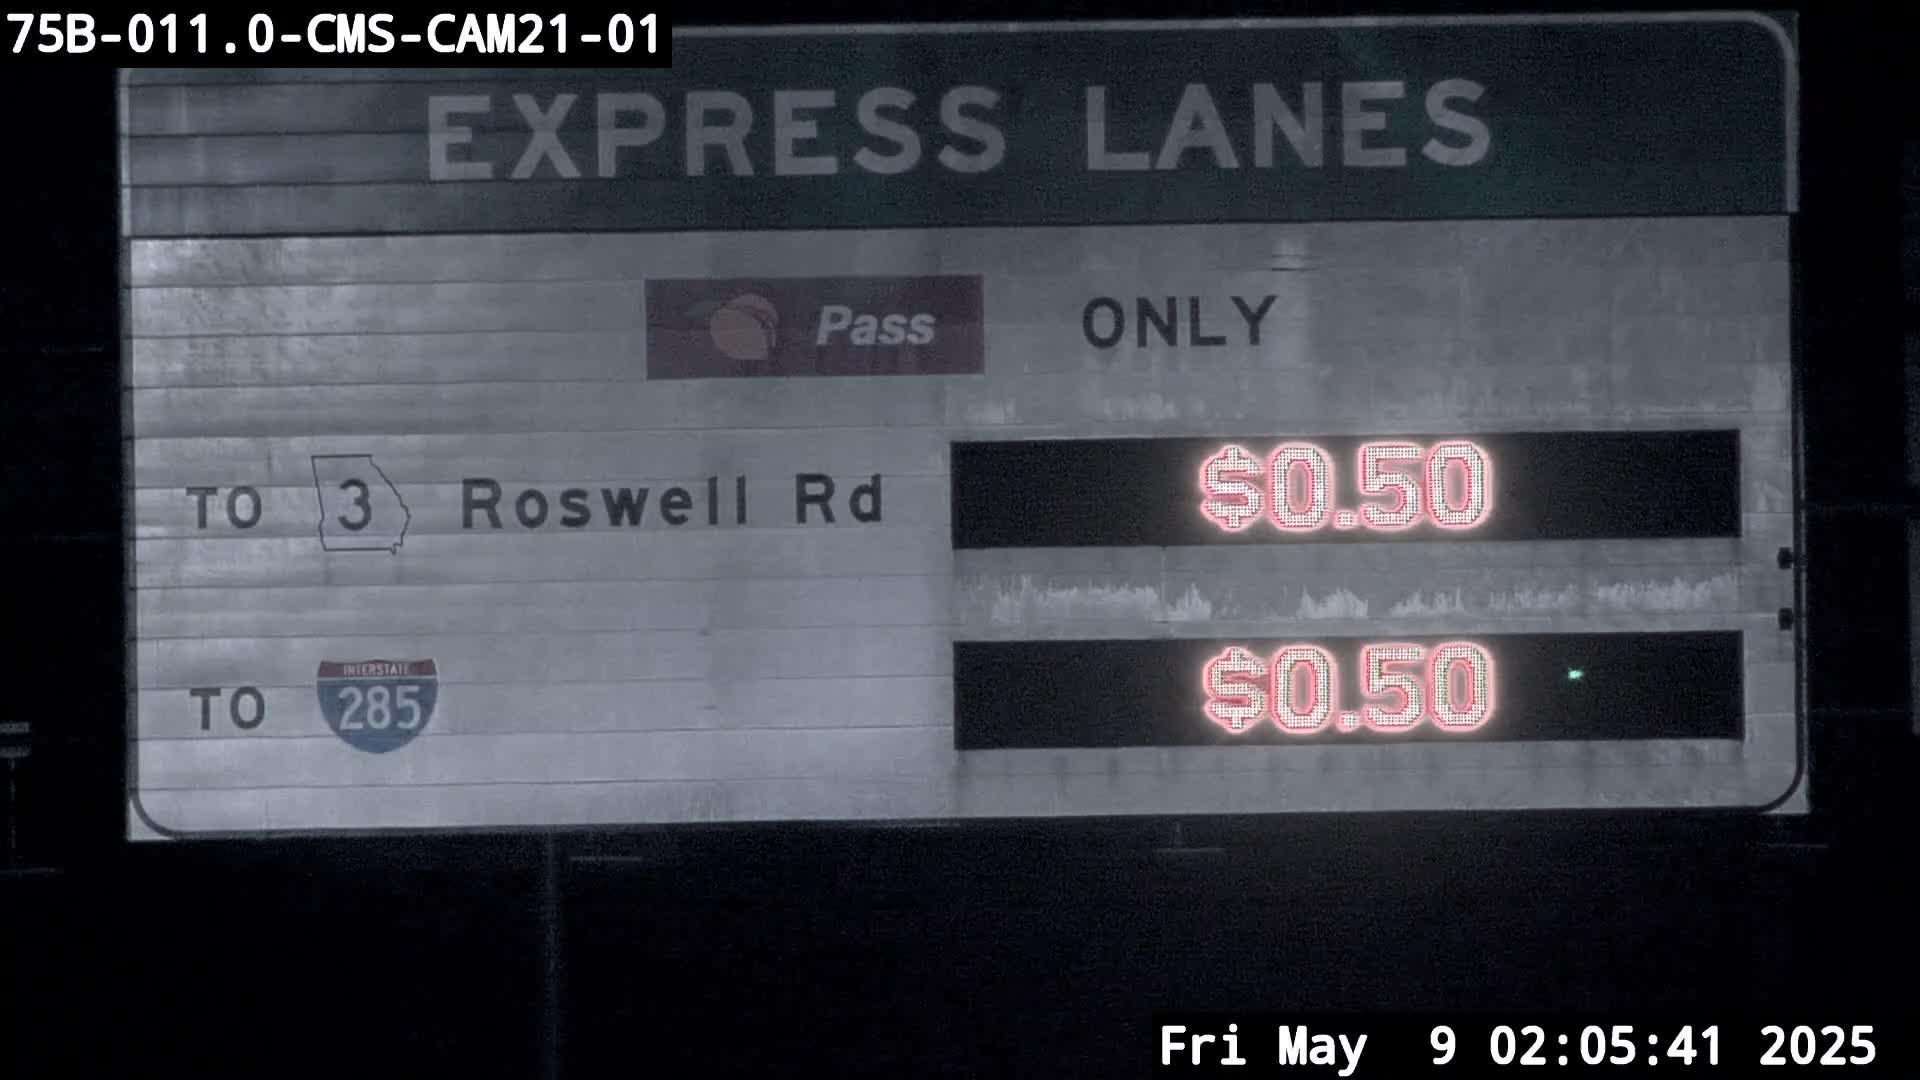 75B-011.0-CMS-CAM21-01
EXPRESS LANES
Pass ONLY
TO 3 Roswell Rd $0.50
INTERSTATE
TO 285 $0.50
Fri May 9 02:05:41 2025